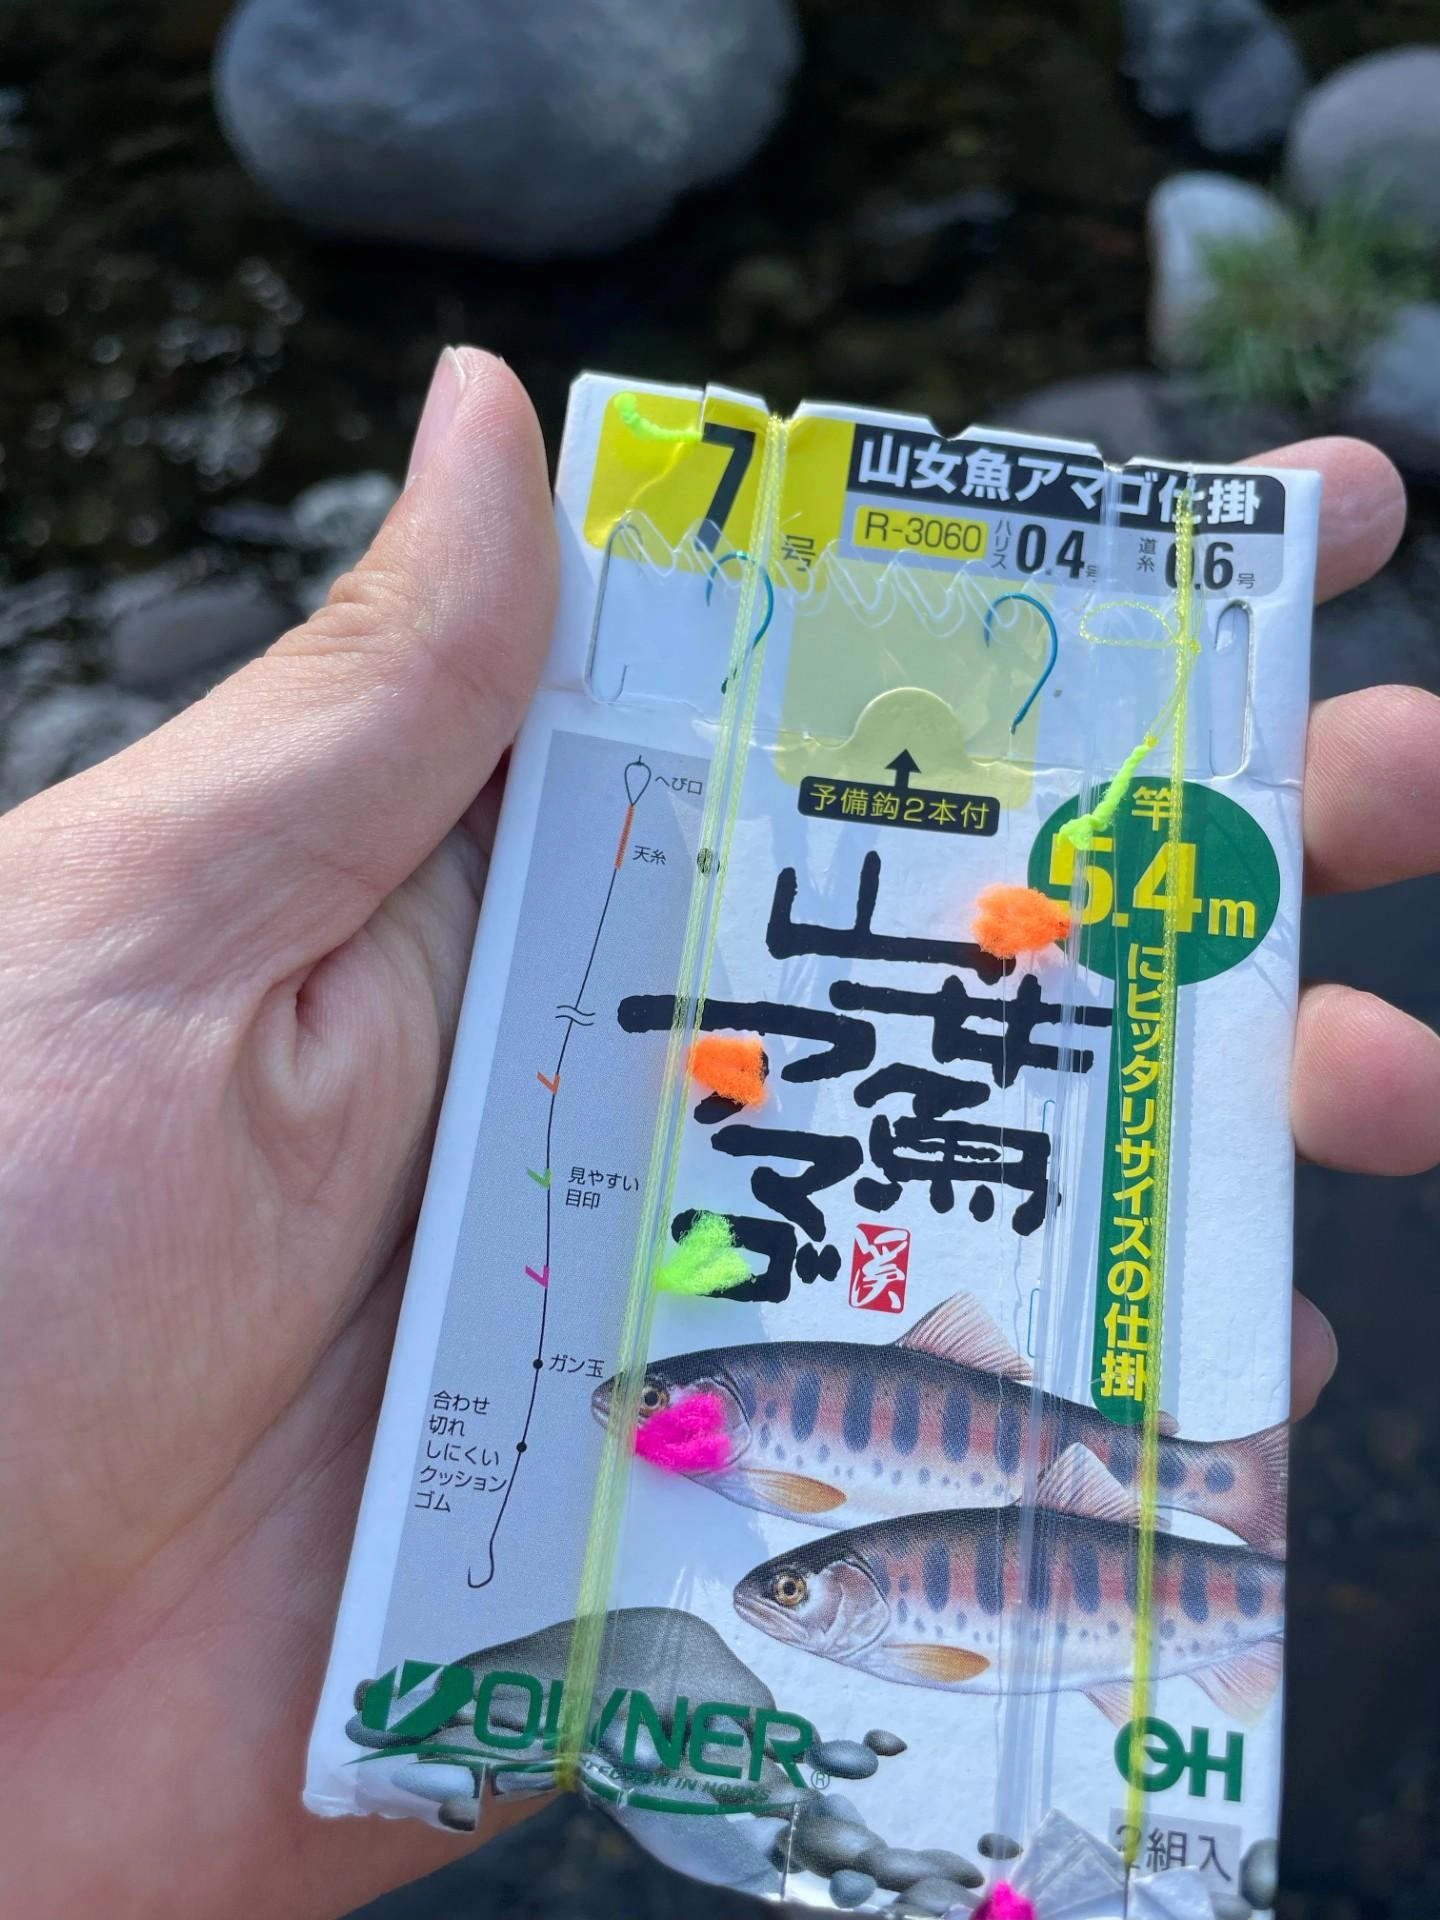 7号
山女魚アマゴ仕掛
R-3060 ハリス 0.4号 道糸 0.6号
予備鈎2本付
竿
5.4m
にピッタリサイズの仕掛
山女魚
アマゴ
渓
へび口
天糸
見やすい
目印
ガン玉
合わせ
切れ
しにくい
クッション
ゴム
OWNER®
IN HOOKS
OH
2組入